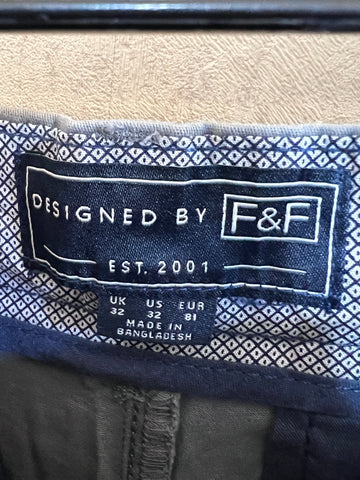 DESIGNED BY F&F
EST. 2001
UK US EUR
32 32 81
MADE IN
BANGLADESH